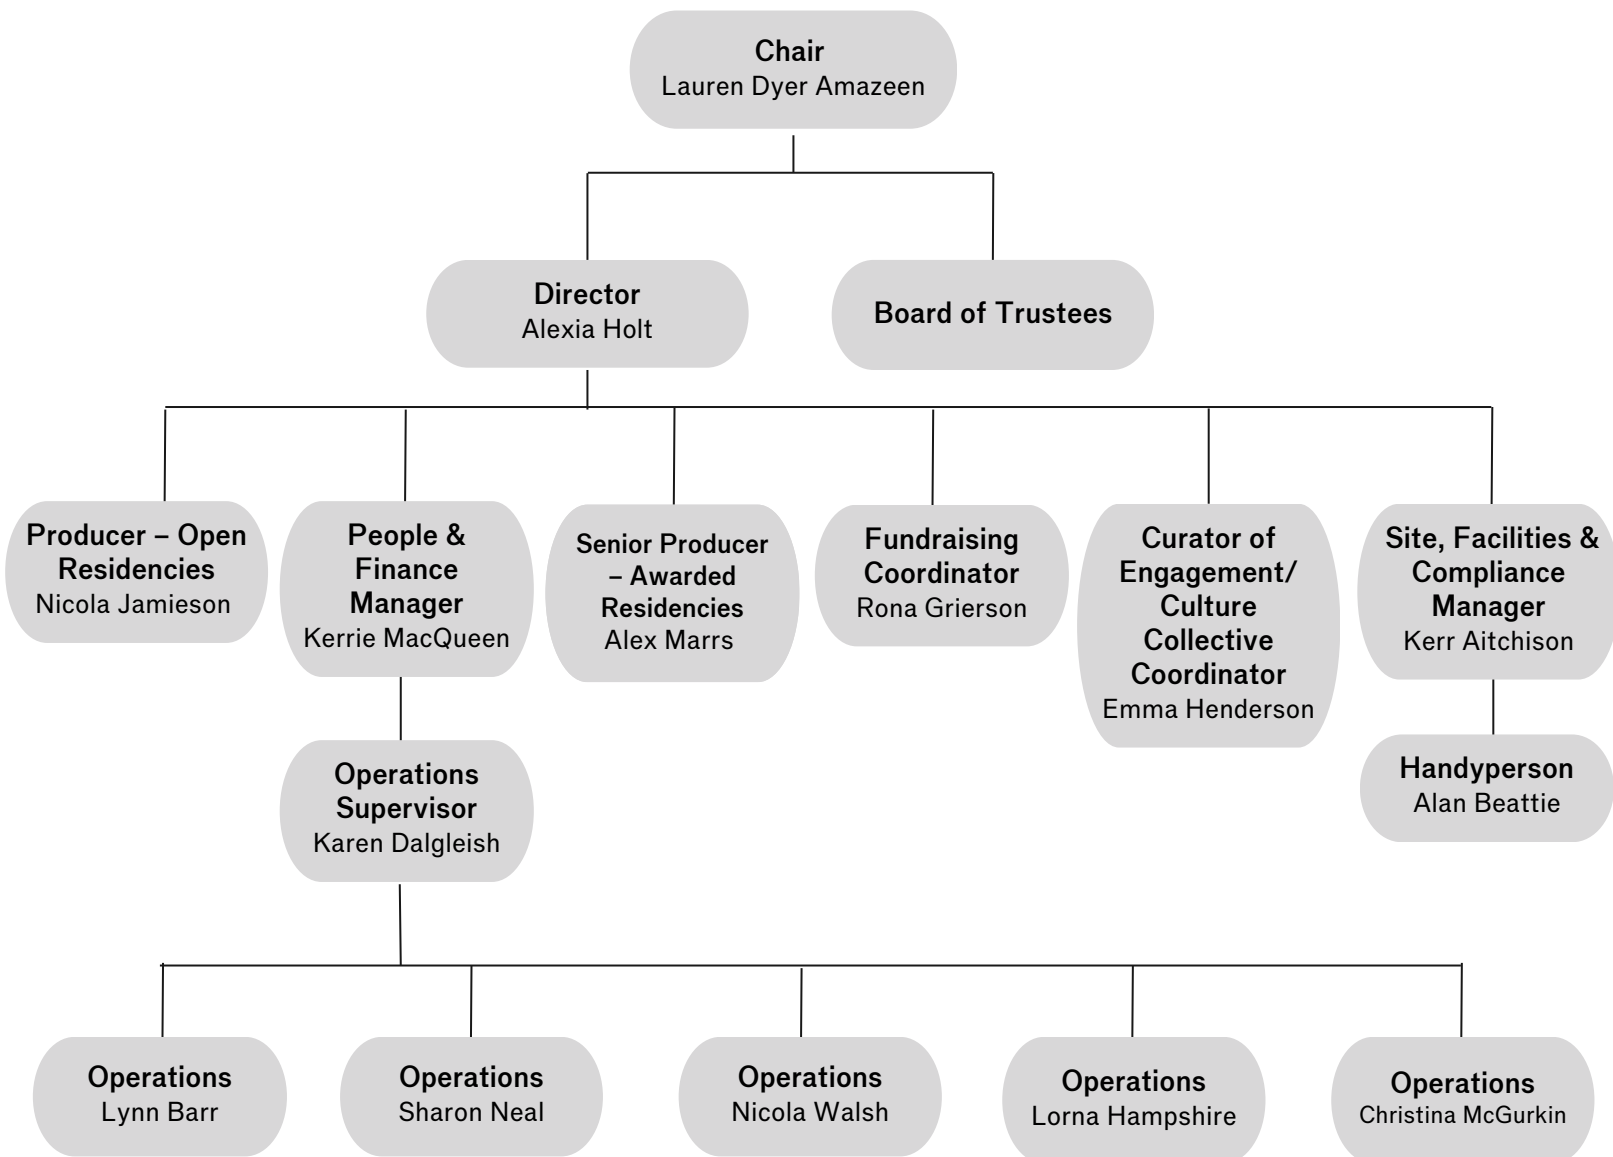 Chair
Lauren Dyer Amazeen
Director
Alexia Holt
Board of Trustees
Producer – Open
Residencies
Nicola Jamieson
People &
Finance
Manager
Kerrie MacQueen
Senior Producer
– Awarded
Residencies
Alex Marrs
Fundraising
Coordinator
Rona Grierson
Curator of
Engagement/
Culture
Collective
Coordinator
Emma Henderson
Site, Facilities &
Compliance
Manager
Kerr Aitchison
Operations
Supervisor
Karen Dalgleish
Handyperson
Alan Beattie
Operations
Lynn Barr
Operations
Sharon Neal
Operations
Nicola Walsh
Operations
Lorna Hampshire
Operations
Christina McGurkin